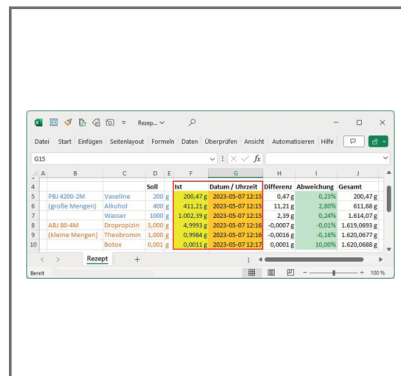 Rezep...
Datei Start Einfügen Seitenlayout Formeln Daten Überprüfen Ansicht Automatisieren Hilfe
G15 fx
A B C D E F G H I J
4 Soll Ist Datum / Uhrzeit Differenz Abweichung Gesamt
5 PBJ 4200-2M Vaseline 200 g 200,47 g 2023-05-07 12:15 0,47 g 0,23% 200,47 g
6 (große Mengen) Alkohol 400 g 411,21 g 2023-05-07 12:15 11,21 g 2,80% 611,68 g
7 Wasser 1000 g 1.002,39 g 2023-05-07 12:15 2,39 g 0,24% 1.614,07 g
8 ABJ 80-4M Dropropizin 5,000 g 4,9993 g 2023-05-07 12:16 -0,0007 g -0,01% 1.619,0693 g
9 (kleine Mengen) Theobromin 1,000 g 0,9984 g 2023-05-07 12:16 -0,0016 g -0,16% 1.620,0677 g
10 Botox 0,001 g 0,0011 g 2023-05-07 12:17 0,0001 g 10,00% 1.620,0688 g
Rezept +
Bereit 100 %